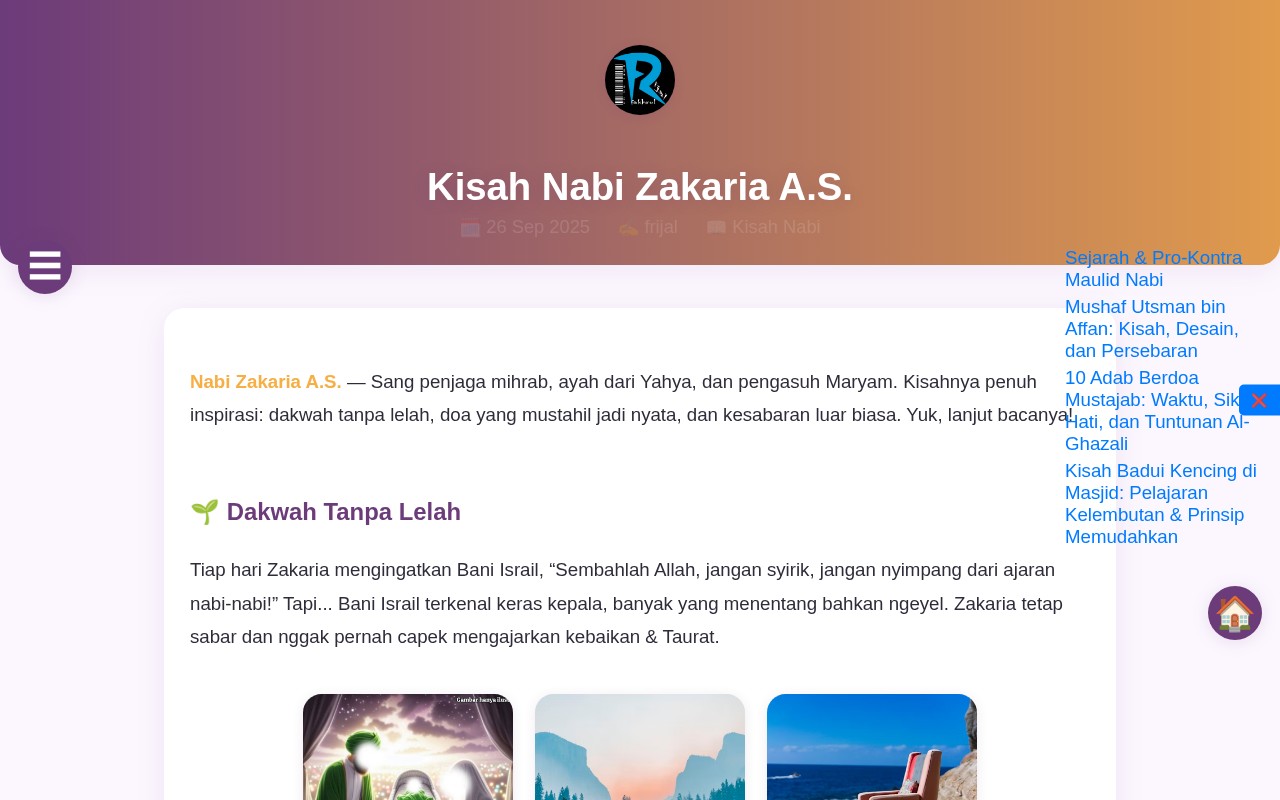 Kisah Nabi Zakaria A.S.
🗓️ 26 Sep 2025 ✍️ frijal 📖 Kisah Nabi
Nabi Zakaria A.S. — Sang penjaga mihrab, ayah dari Yahya, dan pengasuh Maryam. Kisahnya penuh
inspirasi: dakwah tanpa lelah, doa yang mustahil jadi nyata, dan kesabaran luar biasa. Yuk, lanjut bacanya!
🌱 Dakwah Tanpa Lelah
Tiap hari Zakaria mengingatkan Bani Israil, “Sembahlah Allah, jangan syirik, jangan nyimpang dari ajaran
nabi-nabi!” Tapi... Bani Israil terkenal keras kepala, banyak yang menentang bahkan ngeyel. Zakaria tetap
sabar dan nggak pernah capek mengajarkan kebaikan & Taurat.
Sejarah & Pro-Kontra
Maulid Nabi
Mushaf Utsman bin
Affan: Kisah, Desain,
dan Persebaran
10 Adab Berdoa
Mustajab: Waktu, Sik
Hati, dan Tuntunan Al-
Ghazali
Kisah Badui Kencing di
Masjid: Pelajaran
Kelembutan & Prinsip
Memudahkan